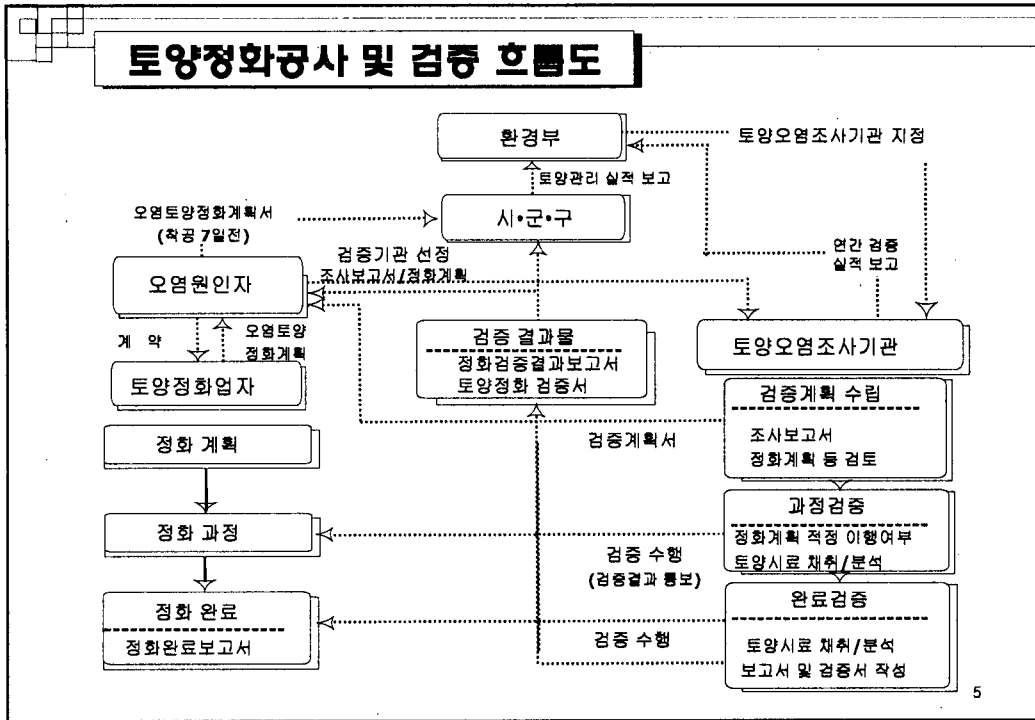 토양정화공사 및 검증 흐름도
환경부
토양오염조사기관 지정
토양관리 실적 보고
오염토양정화계획서
(착공 7일전)
시•군•구
검증기관 선정
조사보고서/정화계획
연간 검증
실적 보고
오염원인자
계 약
오염토양
정화계획
검증 결과물
정화검증결과보고서
토양정화 검증서
토양오염조사기관
토양정화업자
검증계획 수립
조사보고서
정화계획 등 검토
검증계획서
정화 계획
과정검증
정화계획 적정 이행여부
토양시료 채취/분석
정화 과정
검증 수행
(검증결과 통보)
완료검증
토양시료 채취/분석
보고서 및 검증서 작성
정화 완료
정화완료보고서
검증 수행
5